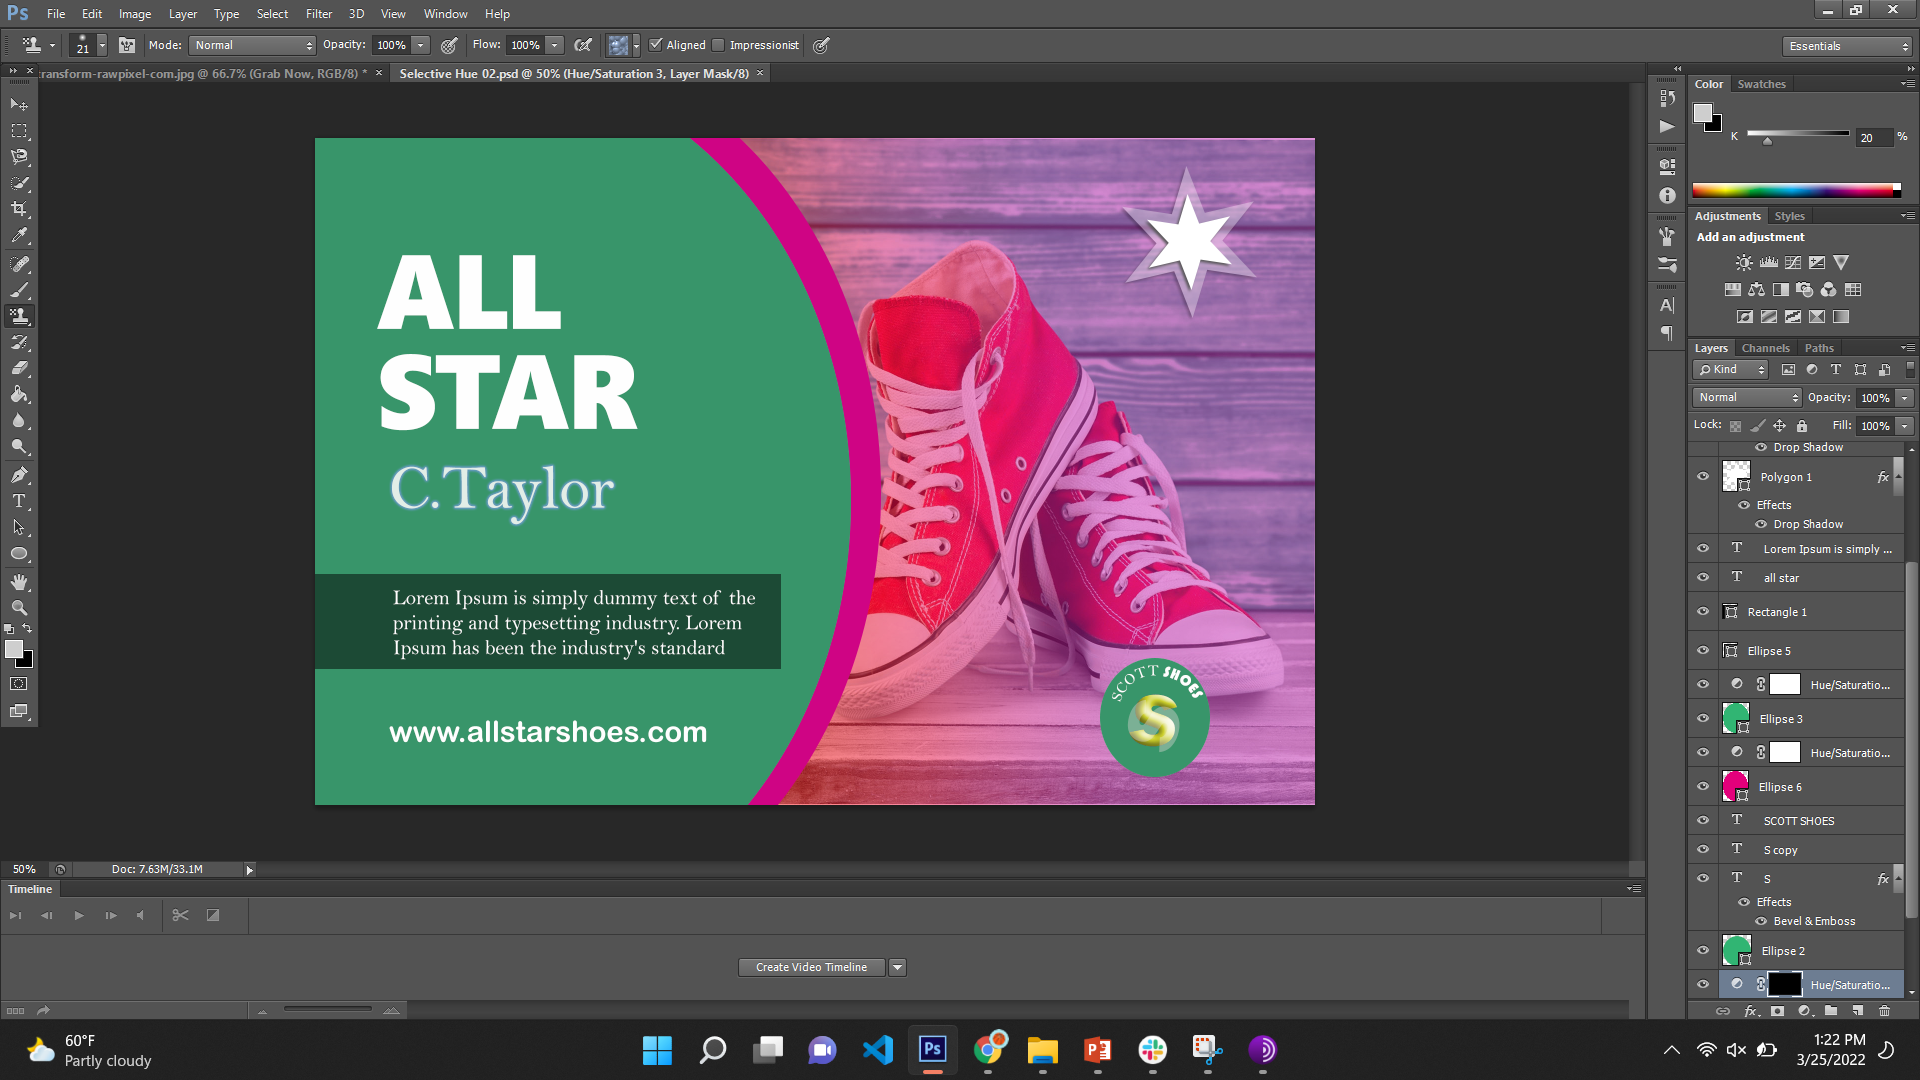 Ps File Edit Image Layer Type Select Filter 3D View Window Help
21 Mode: Normal Opacity: 100% Flow: 100% Aligned Impressionist Essentials
transform-rawpixel-com.jpg @ 66.7% (Grab Now, RGB/8) * × Selective Hue 02.psd @ 50% (Hue/Saturation 3, Layer Mask/8) ×
Color Swatches
K 20 %
Adjustments Styles
Add an adjustment
Layers Channels Paths
Kind
Normal Opacity: 100%
Lock: Fill: 100%
Drop Shadow
Polygon 1 fx
Effects
Drop Shadow
Lorem Ipsum is simply ...
all star
Rectangle 1
Ellipse 5
Hue/Saturatio...
Ellipse 3
Hue/Saturatio...
Ellipse 6
SCOTT SHOES
S copy
S fx
Effects
Bevel & Emboss
Ellipse 2
Hue/Saturatio...
ALL
STAR
C.Taylor
Lorem Ipsum is simply dummy text of the
printing and typesetting industry. Lorem
Ipsum has been the industry's standard
www.allstarshoes.com
SCOTT SHOES
S
50% Doc: 7.63M/33.1M
Timeline
Create Video Timeline
60°F
Partly cloudy
1:22 PM
3/25/2022